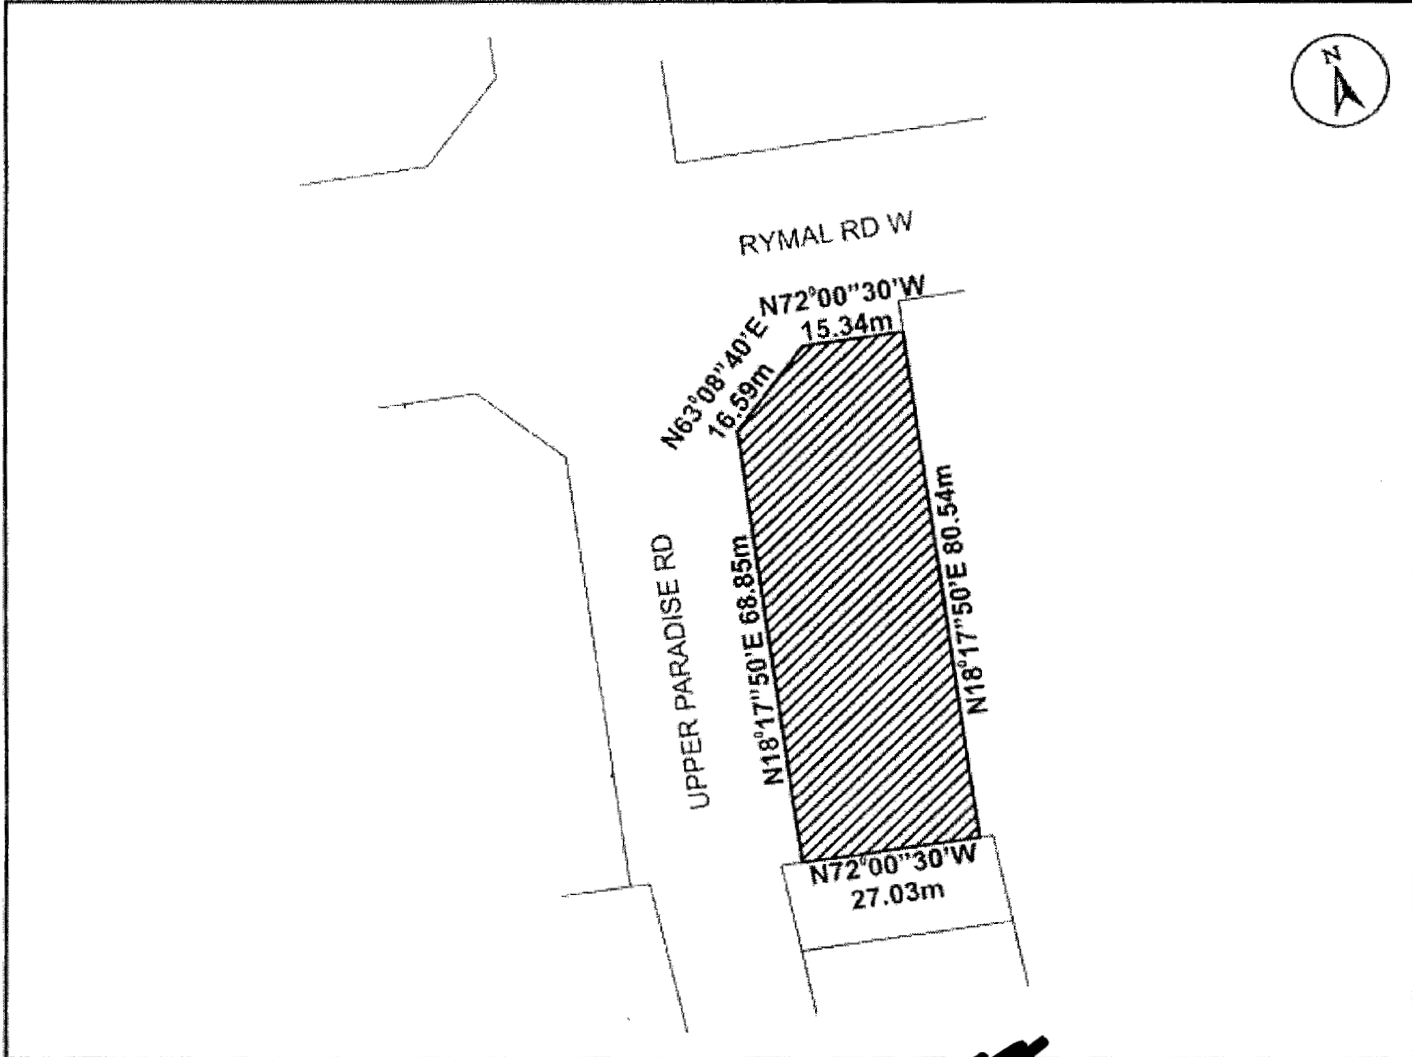 N
RYMAL RD W
N72°00"30'W
15.34m
N63°08"40'E
16.59m
UPPER PARADISE RD
N18°17"50'E 68.85m
N18°17"50'E 80.54m
N72°00"30'W
27.03m